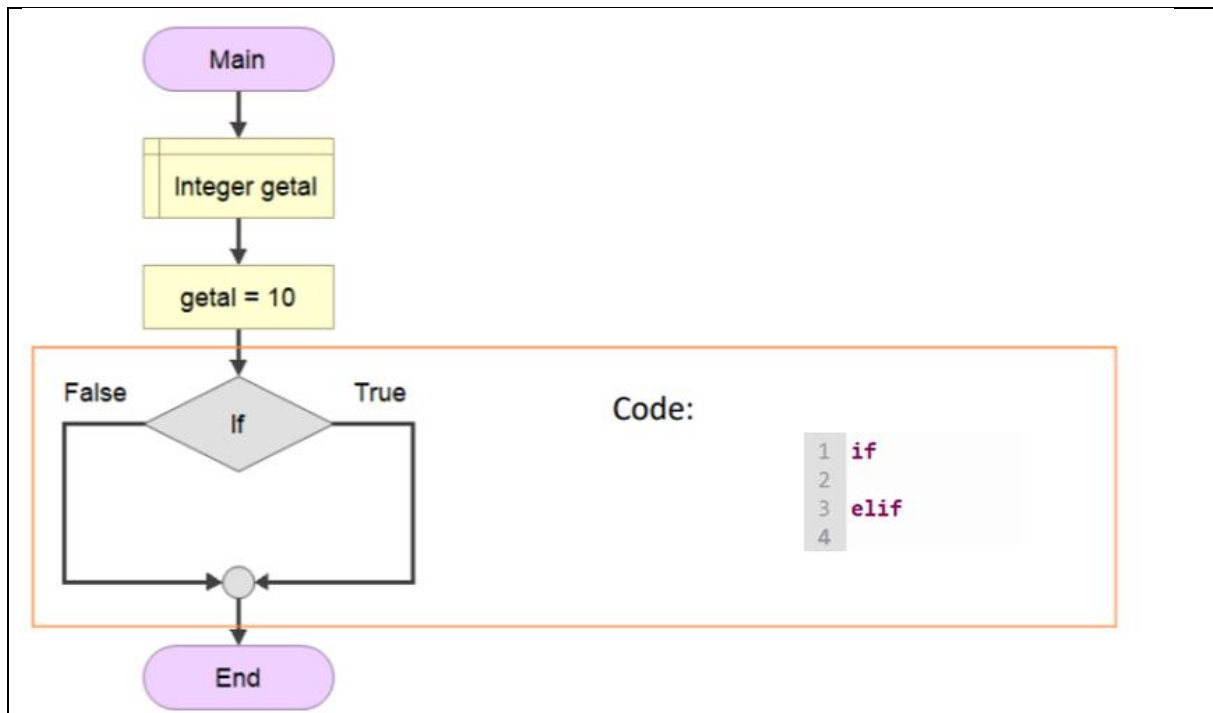 Main
Integer getal
getal = 10
False
If
True
Code:
1 if
2
3 elif
4
End